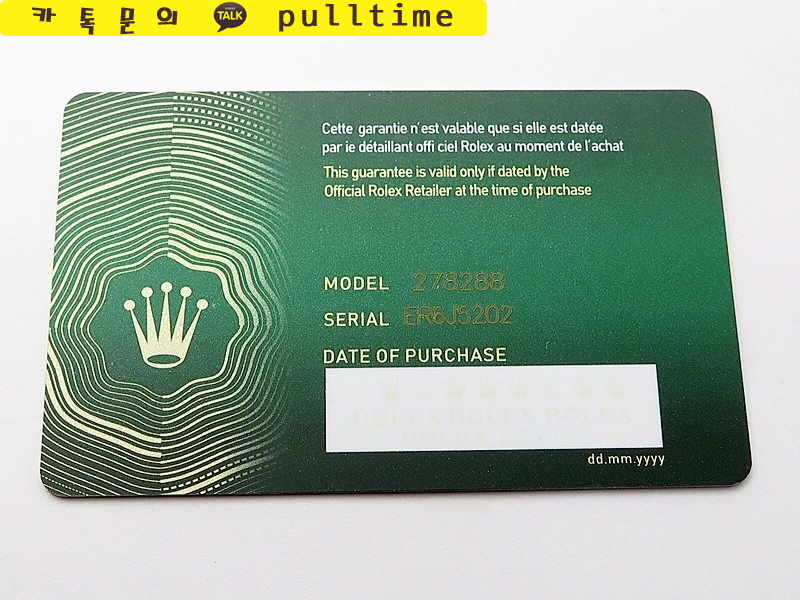 카톡문의 TALK pulltime
Cette garantie n'est valable que si elle est datée
par le détaillant offi ciel Rolex au moment de l'achat
This guarantee is valid only if dated by the
Official Rolex Retailer at the time of purchase
MODEL 278288
SERIAL ER6J5202
DATE OF PURCHASE
ROLEX ROLEX ROLEX
ROLEX
dd.mm.yyyy